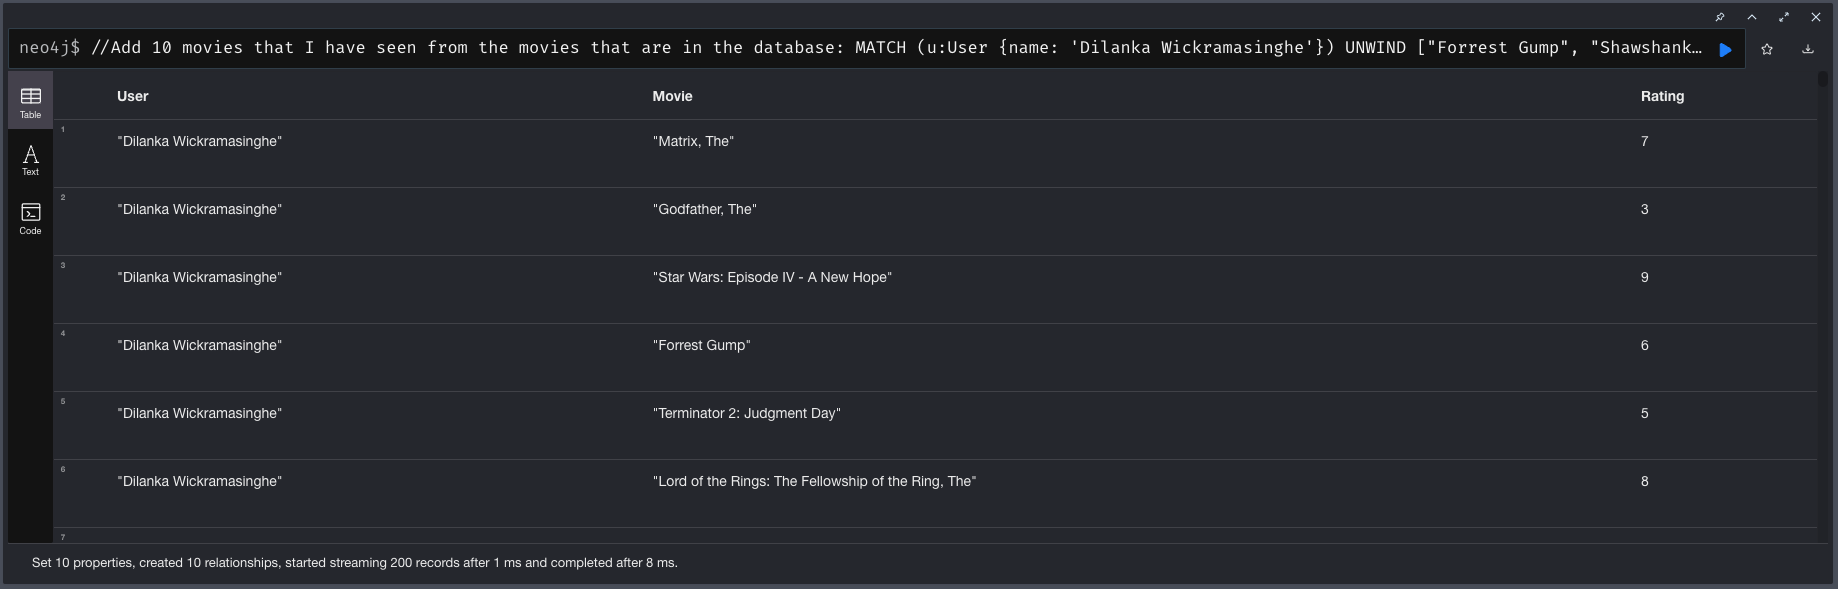 neo4j$ //Add 10 movies that I have seen from the movies that are in the database: MATCH (u:User {name: 'Dilanka Wickramasinghe'}) UNWIND ["Forrest Gump", "Shawshank…
Table
Text
Code
User Movie Rating
1
"Dilanka Wickramasinghe" "Matrix, The" 7
2
"Dilanka Wickramasinghe" "Godfather, The" 3
3
"Dilanka Wickramasinghe" "Star Wars: Episode IV - A New Hope" 9
4
"Dilanka Wickramasinghe" "Forrest Gump" 6
5
"Dilanka Wickramasinghe" "Terminator 2: Judgment Day" 5
6
"Dilanka Wickramasinghe" "Lord of the Rings: The Fellowship of the Ring, The" 8
7
Set 10 properties, created 10 relationships, started streaming 200 records after 1 ms and completed after 8 ms.